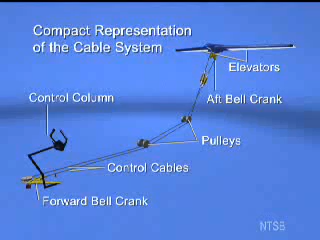 Compact Representation
of the Cable System
Elevators
Control Column
Aft Bell Crank
Pulleys
Control Cables
Forward Bell Crank
NTSB